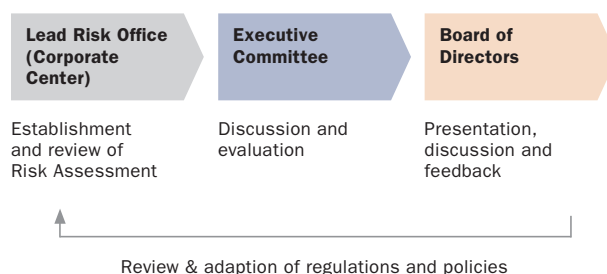 Lead Risk Office
(Corporate
Center)
Executive
Committee
Board of
Directors
Establishment
and review of
Risk Assessment
Discussion and
evaluation
Presentation,
discussion and
feedback
Review & adaption of regulations and policies